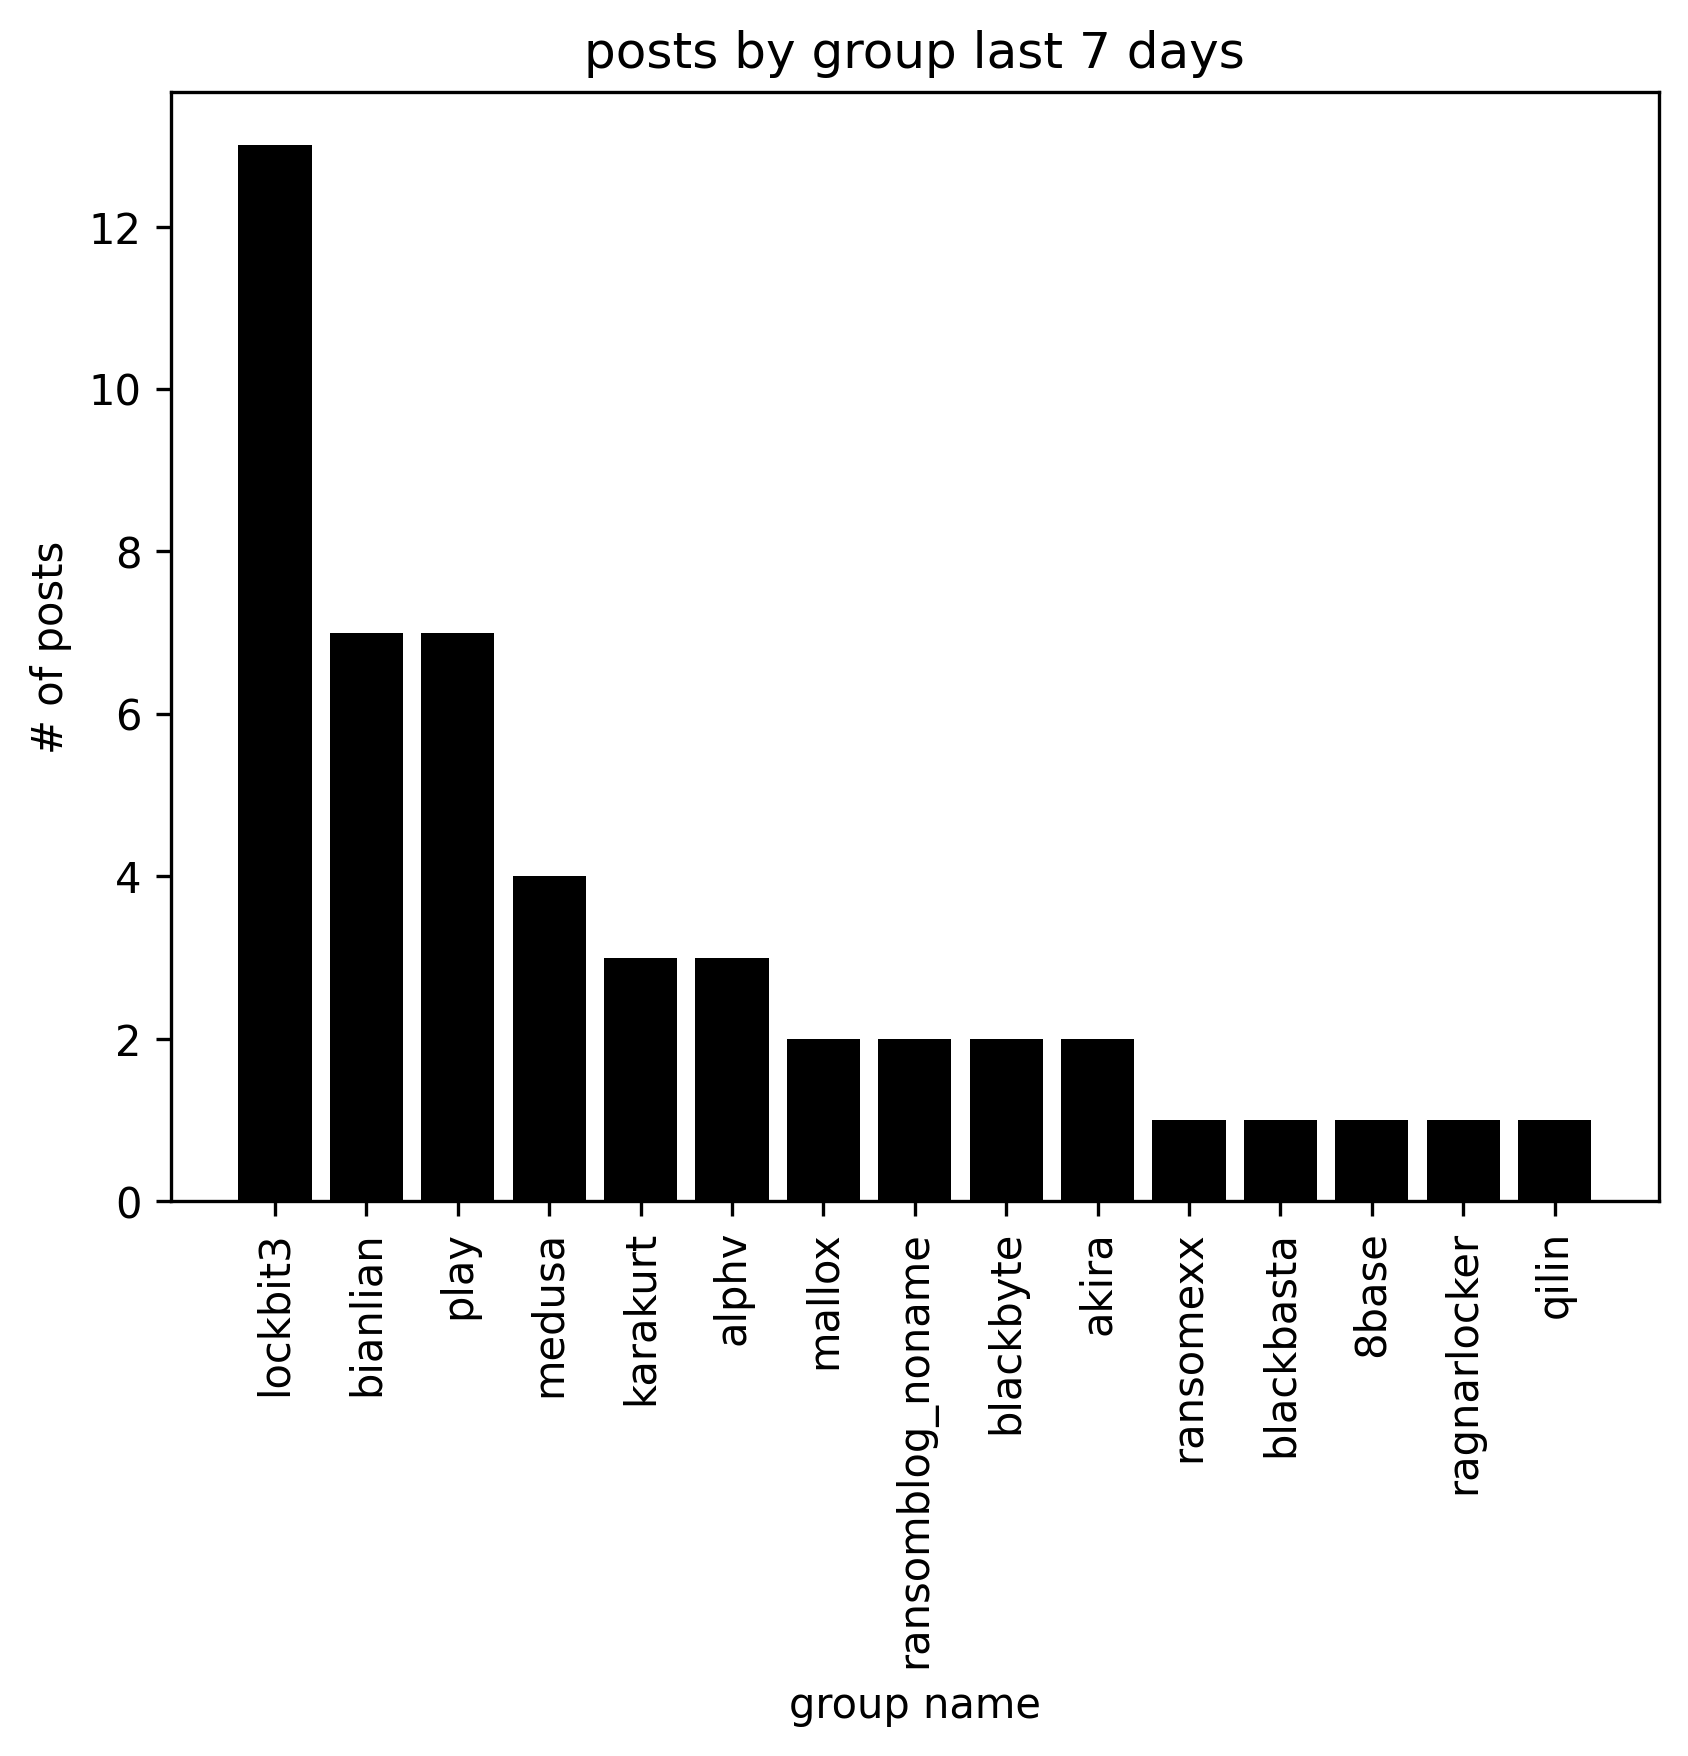 posts by group last 7 days
# of posts
12
10
8
6
4
2
0
lockbit3
bianlian
play
medusa
karakurt
alphv
mallox
ransomblog_noname
blackbyte
akira
ransomexx
blackbasta
8base
ragnarlocker
qilin
group name